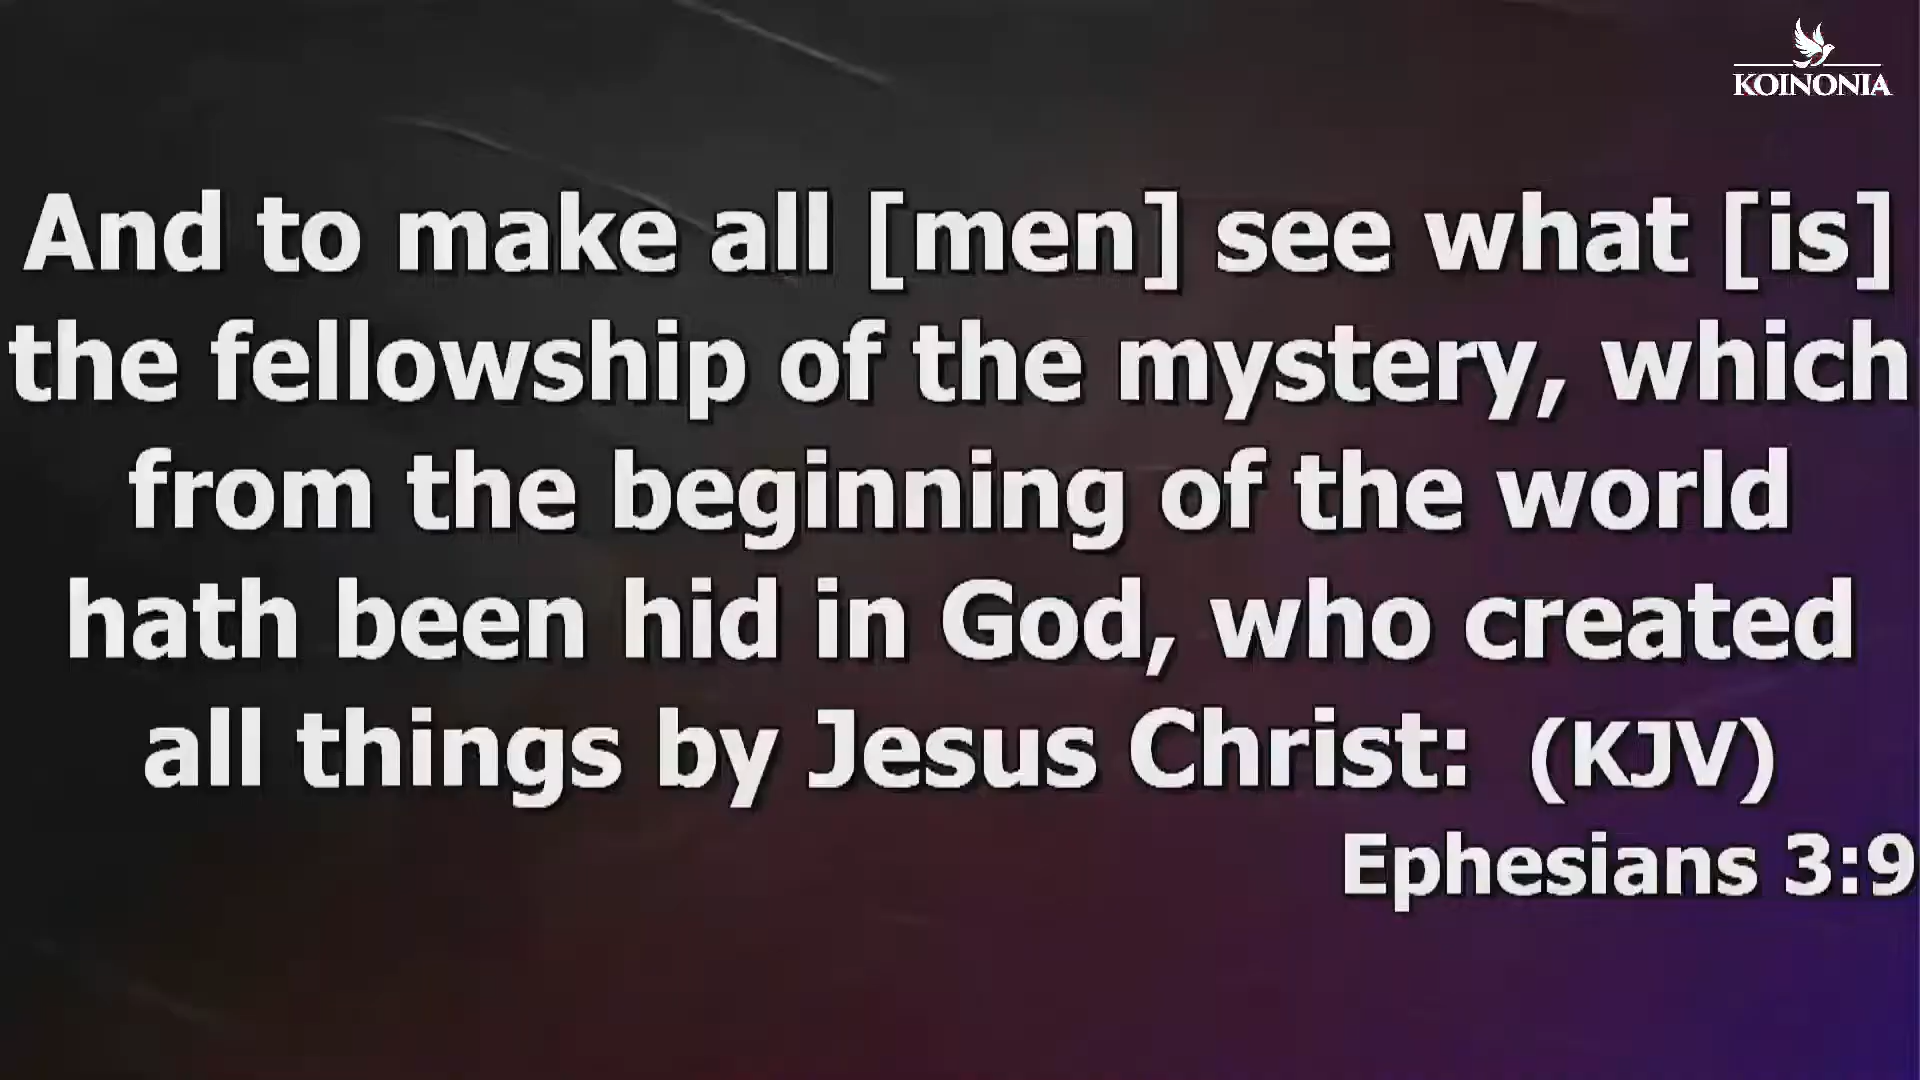 KOINONIA
And to make all [men] see what [is]
the fellowship of the mystery, which
from the beginning of the world
hath been hid in God, who created
all things by Jesus Christ: (KJV)
Ephesians 3:9